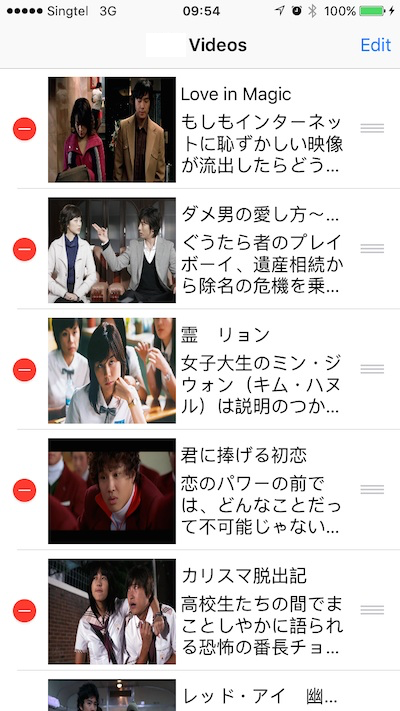 Singtel 3G 09:54 100%
Videos Edit
Love in Magic
もしもインターネッ
トに恥ずかしい映像
が流出したらどう...
ダメ男の愛し方〜...
ぐうたら者のプレイ
ボーイ、遺産相続か
ら除名の危機を乗...
霊　リョン
女子大生のミン・ジ
ウォン（キム・ハヌ
ル）は説明のつか...
君に捧げる初恋
恋のパワーの前で
は、どんなことだっ
て不可能じゃない...
カリスマ脱出記
高校生たちの間でま
ことしやかに語られ
る恐怖の番長チョ...
レッド・アイ　幽...